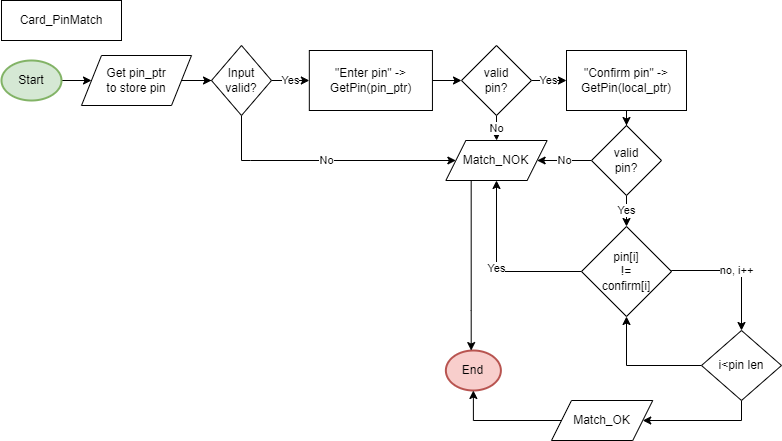 Card_PinMatch
Start
Get pin_ptr
to store pin
Input
valid?
Yes
"Enter pin" ->
GetPin(pin_ptr)
valid
pin?
Yes
"Confirm pin" ->
GetPin(local_ptr)
No
No
Match_NOK
No
valid
pin?
Yes
pin[i]
!=
confirm[i]
Yes
no, i++
i<pin len
End
Match_OK